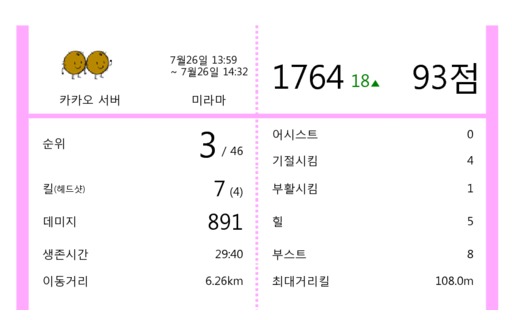 7월26일 13:59
~ 7월26일 14:32
카카오 서버
미라마
1764 18▲ 93점
순위 3 / 46
킬(헤드샷) 7 (4)
데미지 891
생존시간 29:40
이동거리 6.26km
어시스트 0
기절시킴 4
부활시킴 1
힐 5
부스트 8
최대거리킬 108.0m